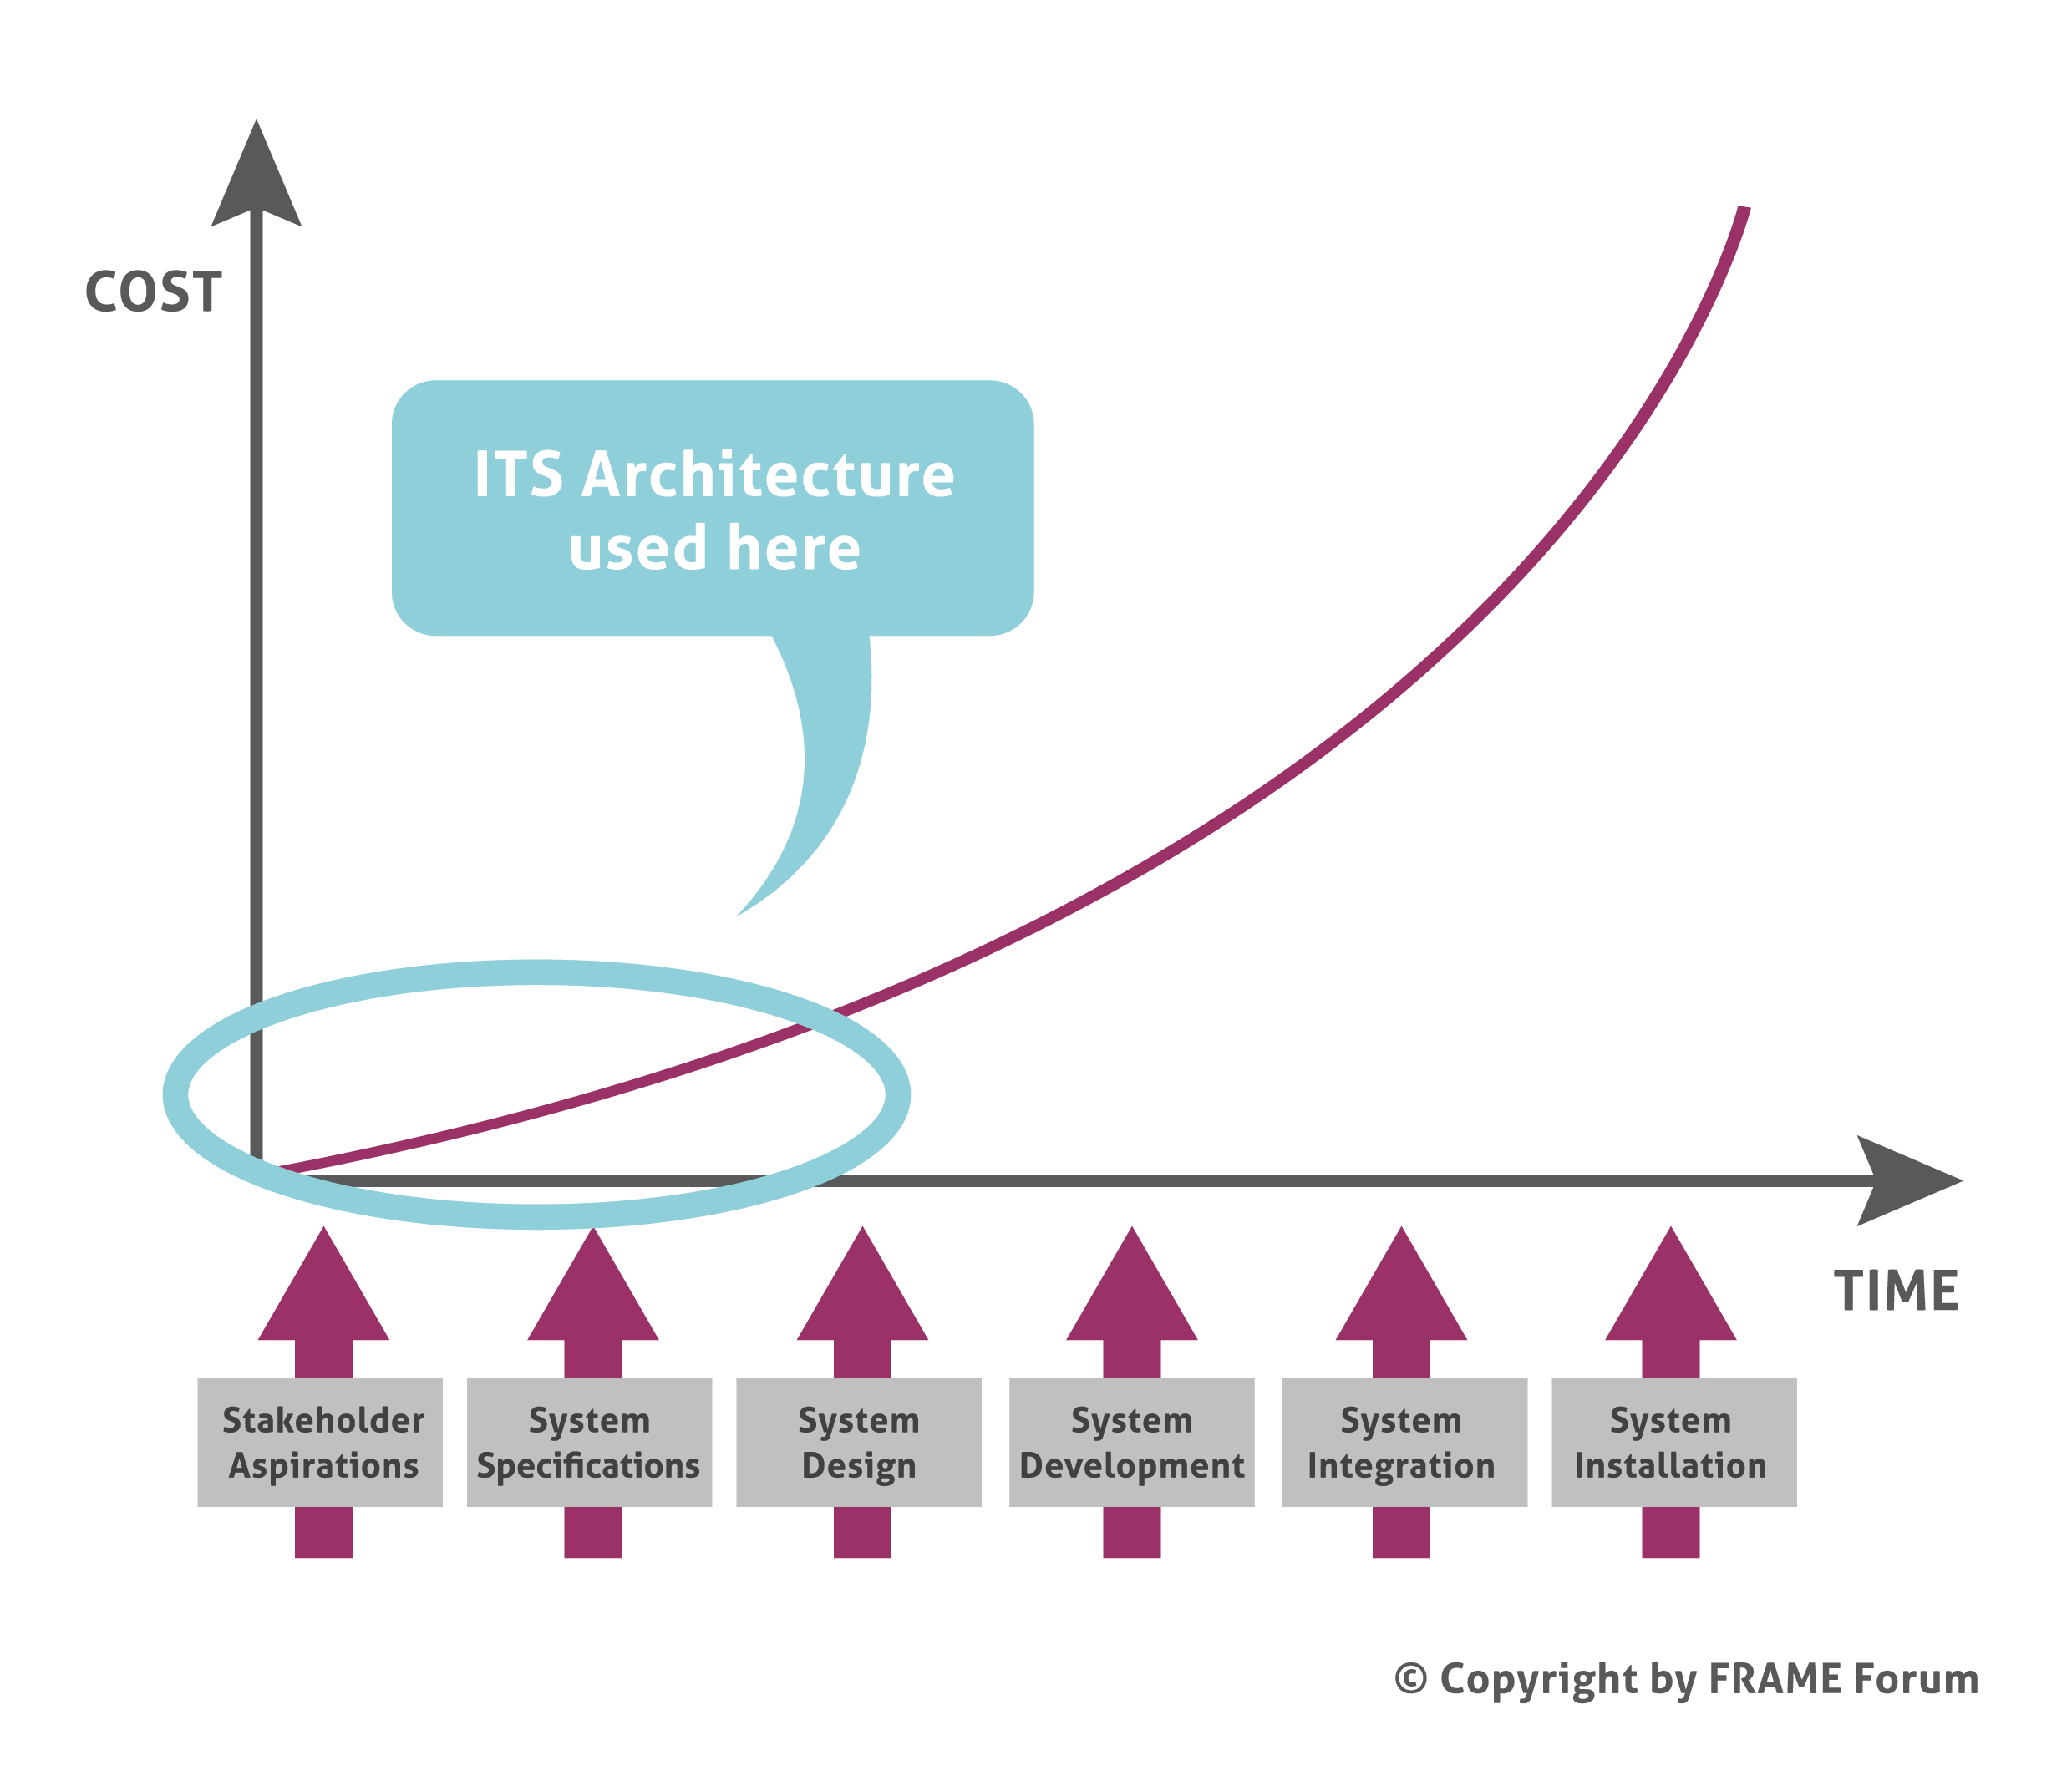 COST
ITS Architecture
used here
TIME
Stakeholder
Aspirations
System
Specifications
System
Design
System
Development
System
Integration
System
Installation
© Copyright by FRAME Forum